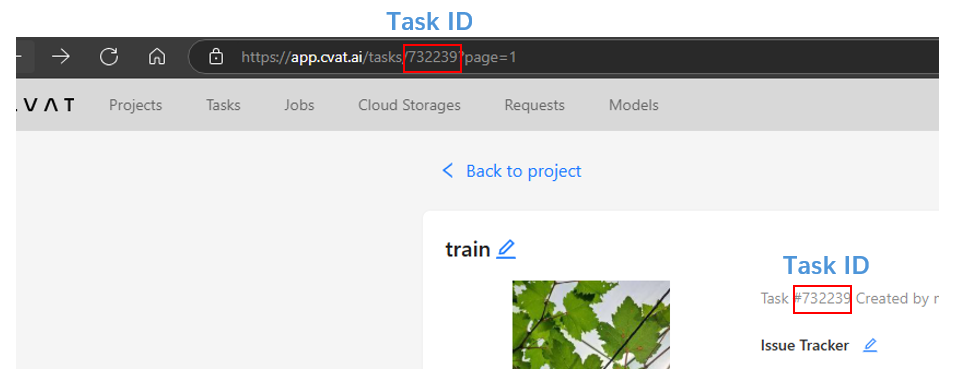 Task ID
https://app.cvat.ai/tasks/732239?page=1
VAT Projects Tasks Jobs Cloud Storages Requests Models
Back to project
train
Task ID
Task #732239 Created by
Issue Tracker